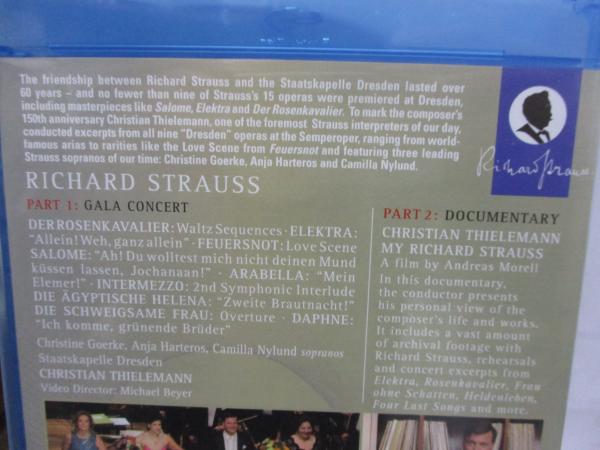 The friendship between Richard Strauss and the Staatskapelle Dresden lasted over
60 years – and no fewer than nine of Strauss's 15 operas were premiered at Dresden,
including masterpieces like Salome, Elektra and Der Rosenkavalier. To mark the composer's
150th anniversary Christian Thielemann, one of the foremost Strauss interpreters of our day,
conducted excerpts from all nine "Dresden" operas at the Semperoper, ranging from world-
famous arias to rarities like the Love Scene from Feuersnot and featuring three leading
Strauss sopranos of our time: Christine Goerke, Anja Harteros and Camilla Nylund.
Richard Strauss.
RICHARD STRAUSS
PART 1: GALA CONCERT
DER ROSENKAVALIER: Waltz Sequences · ELEKTRA:
"Allein! Weh, ganz allein" · FEUERSNOT: Love Scene
SALOME: "Ah! Du wolltest mich nicht deinen Mund
küssen lassen, Jochanaan!" · ARABELLA: "Mein
Elemer!" · INTERMEZZO: 2nd Symphonic Interlude
DIE ÄGYPTISCHE HELENA: "Zweite Brautnacht!"
DIE SCHWEIGSAME FRAU: Overture · DAPHNE:
"Ich komme, grünende Brüder"
Christine Goerke, Anja Harteros, Camilla Nylund sopranos
Staatskapelle Dresden
CHRISTIAN THIELEMANN
Video Director: Michael Beyer
PART 2: DOCUMENTARY
CHRISTIAN THIELEMANN
MY RICHARD STRAUSS
A film by Andreas Morell
In this documentary,
the conductor presents
his personal view of the
composer's life and works.
It includes a vast amount
of archival footage with
Richard Strauss, rehearsals
and concert excerpts from
Elektra, Rosenkavalier, Frau
ohne Schatten, Heldenleben,
Four Last Songs and more.